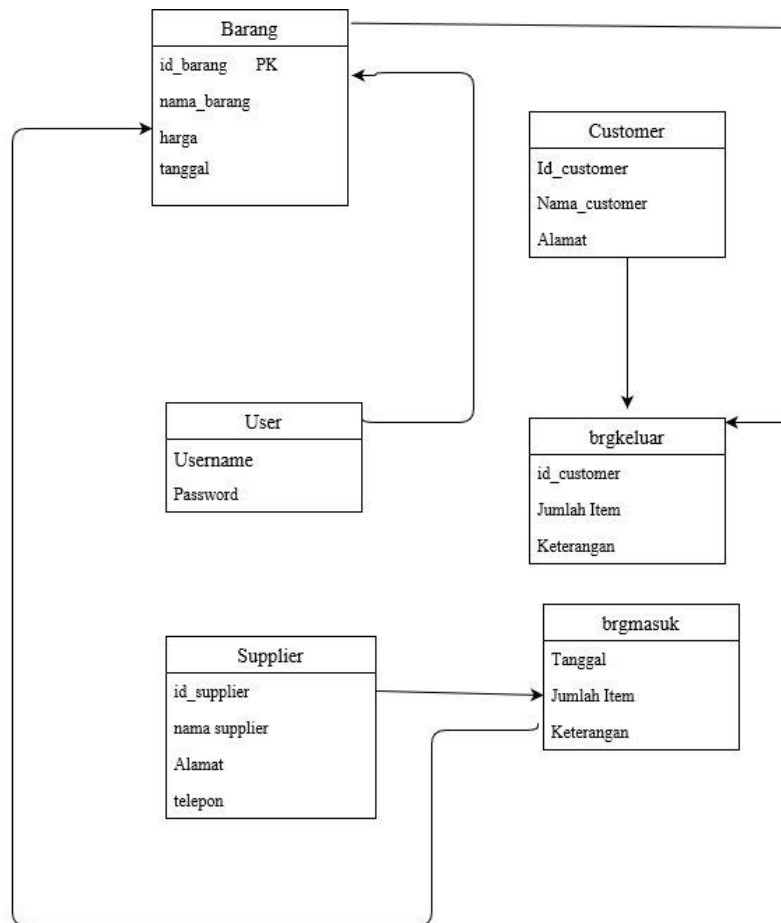 Barang
id_barang PK
nama_barang
harga
tanggal
Customer
Id_customer
Nama_customer
Alamat
User
Username
Password
brgkeluar
id_customer
Jumlah Item
Keterangan
Supplier
id_supplier
nama supplier
Alamat
telepon
brgmasuk
Tanggal
Jumlah Item
Keterangan